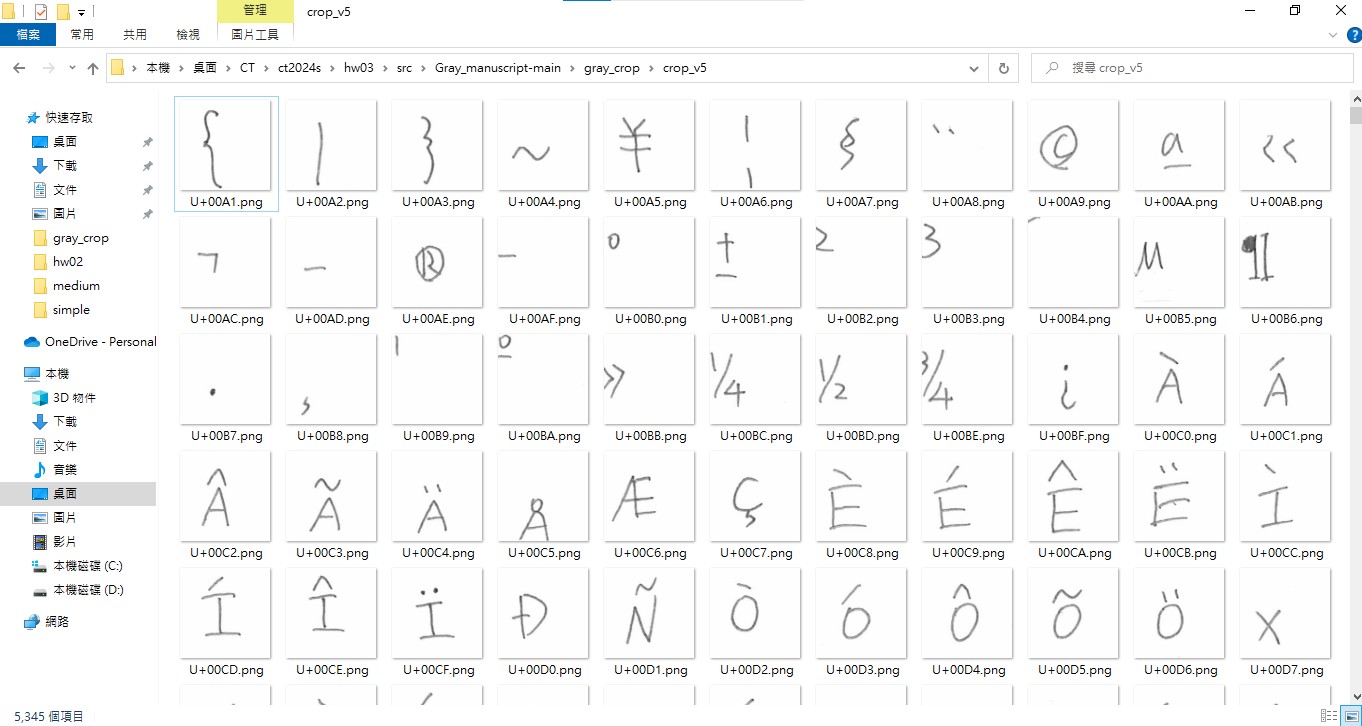 管理
crop_v5
檔案
常用
共用
檢視
圖片工具
本機 > 桌面 > CT > ct2024s > hw03 > src > Gray_manuscript-main > gray_crop > crop_v5
搜尋 crop_v5
快速存取
桌面
下載
文件
圖片
gray_crop
hw02
medium
simple
OneDrive - Personal
本機
3D 物件
下載
文件
音樂
桌面
圖片
影片
本機磁碟 (C:)
本機磁碟 (D:)
網路
{ | } ~ ¥ ¦ § ¨ © ª «
U+00A1.png U+00A2.png U+00A3.png U+00A4.png U+00A5.png U+00A6.png U+00A7.png U+00A8.png U+00A9.png U+00AA.png U+00AB.png
¬ - ® ¯ ° ± ² ³ µ ¶
U+00AC.png U+00AD.png U+00AE.png U+00AF.png U+00B0.png U+00B1.png U+00B2.png U+00B3.png U+00B4.png U+00B5.png U+00B6.png
· ¸ ¹ º » ¼ ½ ¾ ¿ À Á
U+00B7.png U+00B8.png U+00B9.png U+00BA.png U+00BB.png U+00BC.png U+00BD.png U+00BE.png U+00BF.png U+00C0.png U+00C1.png
Â Ã Ä Å Æ Ç È É Ê Ë Ì
U+00C2.png U+00C3.png U+00C4.png U+00C5.png U+00C6.png U+00C7.png U+00C8.png U+00C9.png U+00CA.png U+00CB.png U+00CC.png
Í Î Ï Ð Ñ Ò Ó Ô Õ Ö ×
U+00CD.png U+00CE.png U+00CF.png U+00D0.png U+00D1.png U+00D2.png U+00D3.png U+00D4.png U+00D5.png U+00D6.png U+00D7.png
5,345 個項目